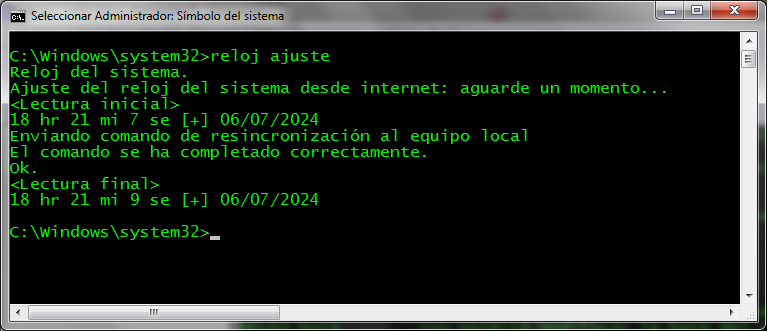 Seleccionar Administrador: Símbolo del sistema
C:\Windows\system32>reloj ajuste
Reloj del sistema.
Ajuste del reloj del sistema desde internet: aguarde un momento...
<Lectura inicial>
18 hr 21 mi 7 se [+] 06/07/2024
Enviando comando de resincronización al equipo local
El comando se ha completado correctamente.
Ok.
<Lectura final>
18 hr 21 mi 9 se [+] 06/07/2024
C:\Windows\system32>